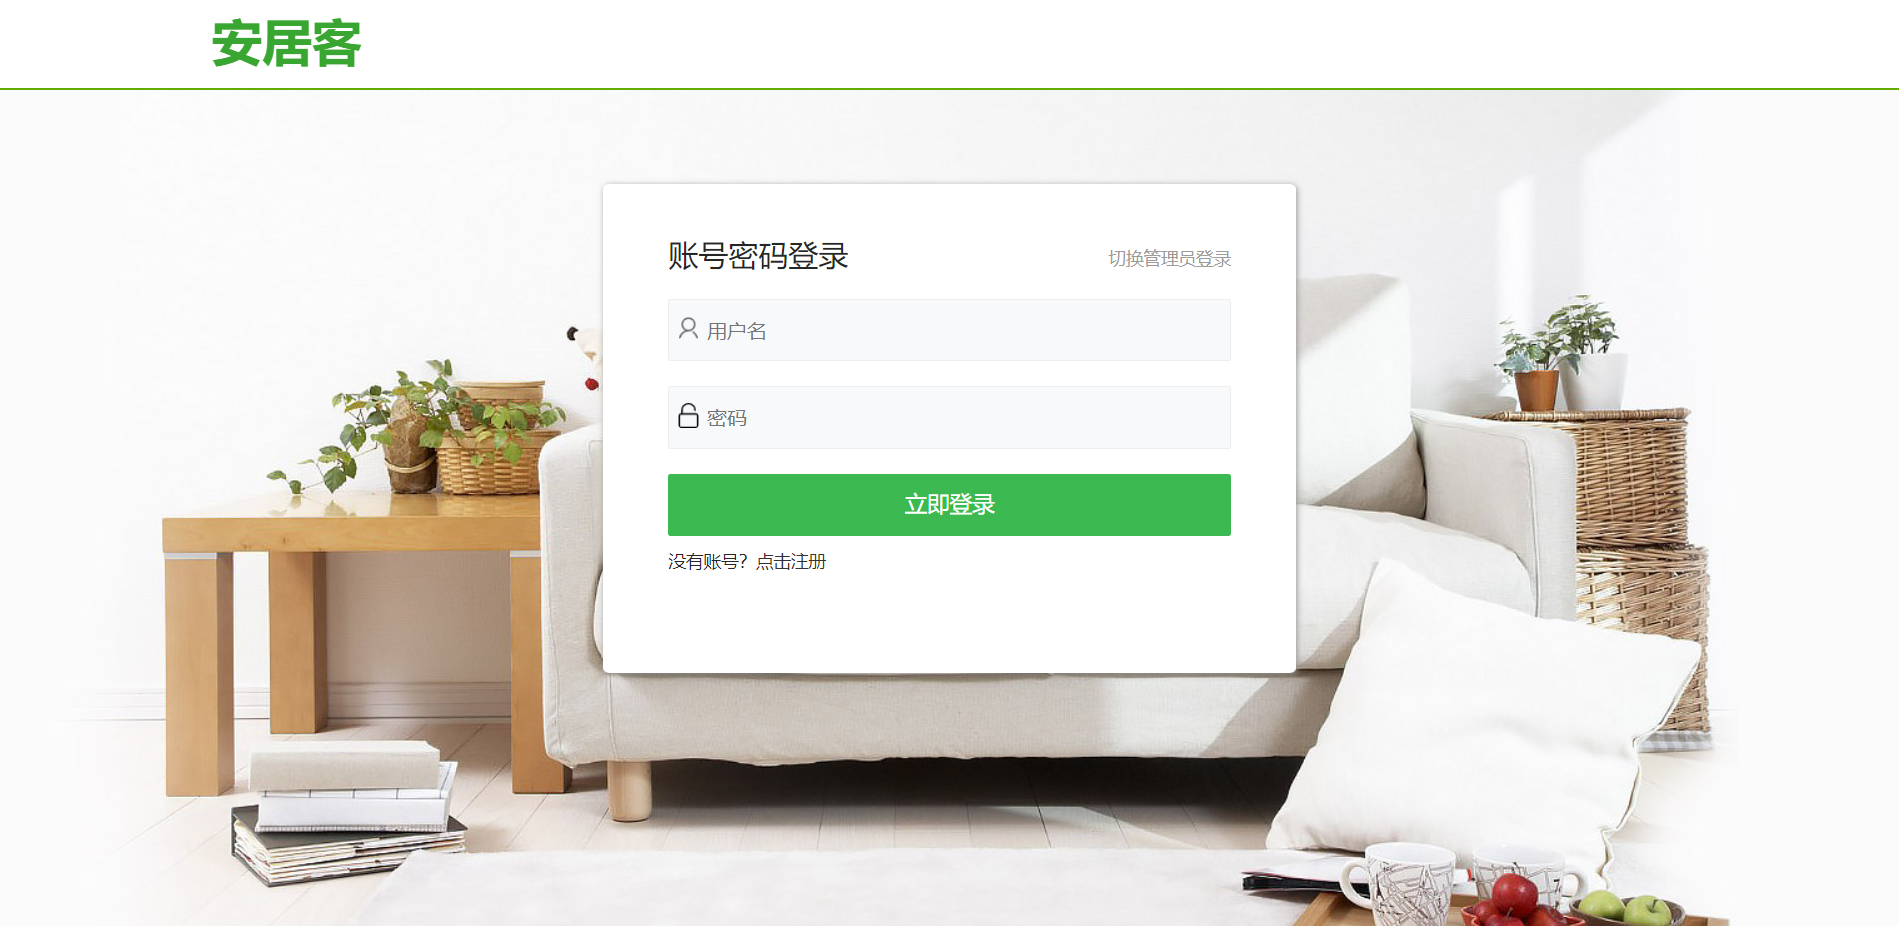 安居客
账号密码登录
切换管理员登录
用户名
密码
立即登录
没有账号？点击注册